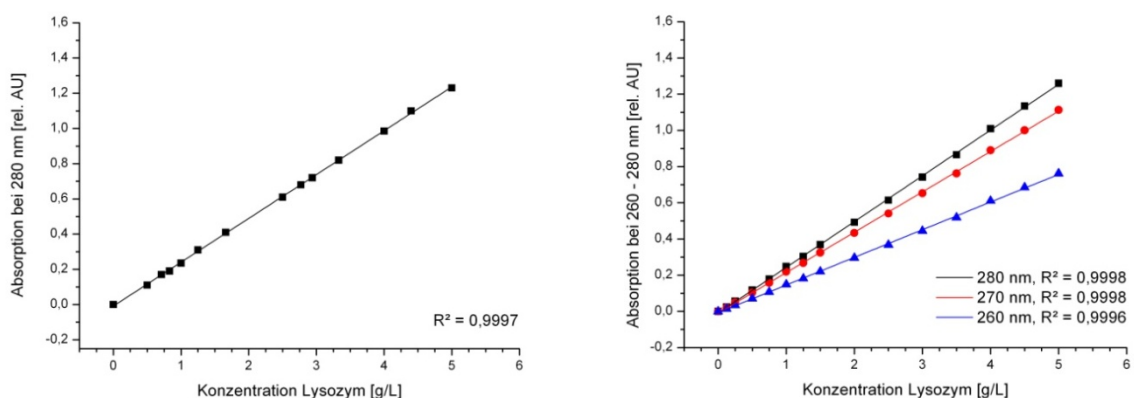 Absorption bei 280 nm [rel. AU]
1,6
1,4
1,2
1,0
0,8
0,6
0,4
0,2
0,0
-0,2
R² = 0,9997
0 1 2 3 4 5 6
Konzentration Lysozym [g/L]
Absorption bei 260 - 280 nm [rel. AU]
1,6
1,4
1,2
1,0
0,8
0,6
0,4
0,2
0,0
-0,2
280 nm, R² = 0,9998
270 nm, R² = 0,9998
260 nm, R² = 0,9996
0 1 2 3 4 5 6
Konzentration Lysozym [g/L]